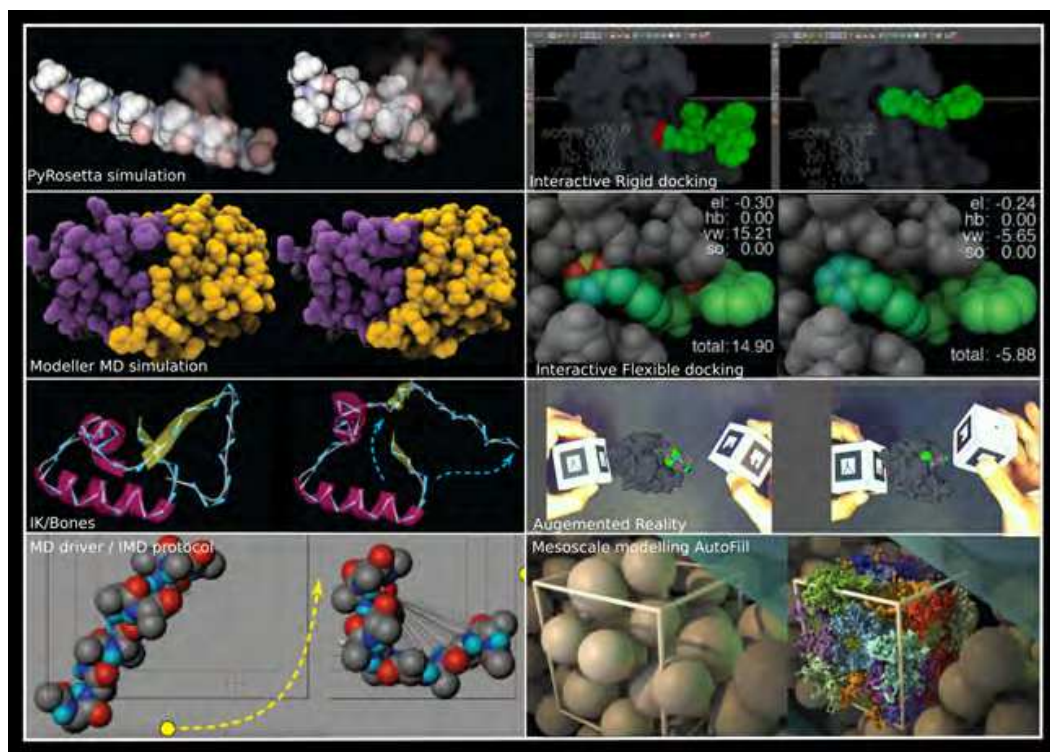 PyRosetta simulation
Interactive Rigid docking
Modeller MD simulation
el: -0.30
hb: 0.00
vw: 15.21
so: 0.00
total: 14.90
el: -0.24
hb: 0.00
vw: -5.65
so: 0.00
total: -5.88
Interactive Flexible docking
IK/Bones
Augemented Reality
MD driver / IMD protocol
Mesoscale modelling AutoFill